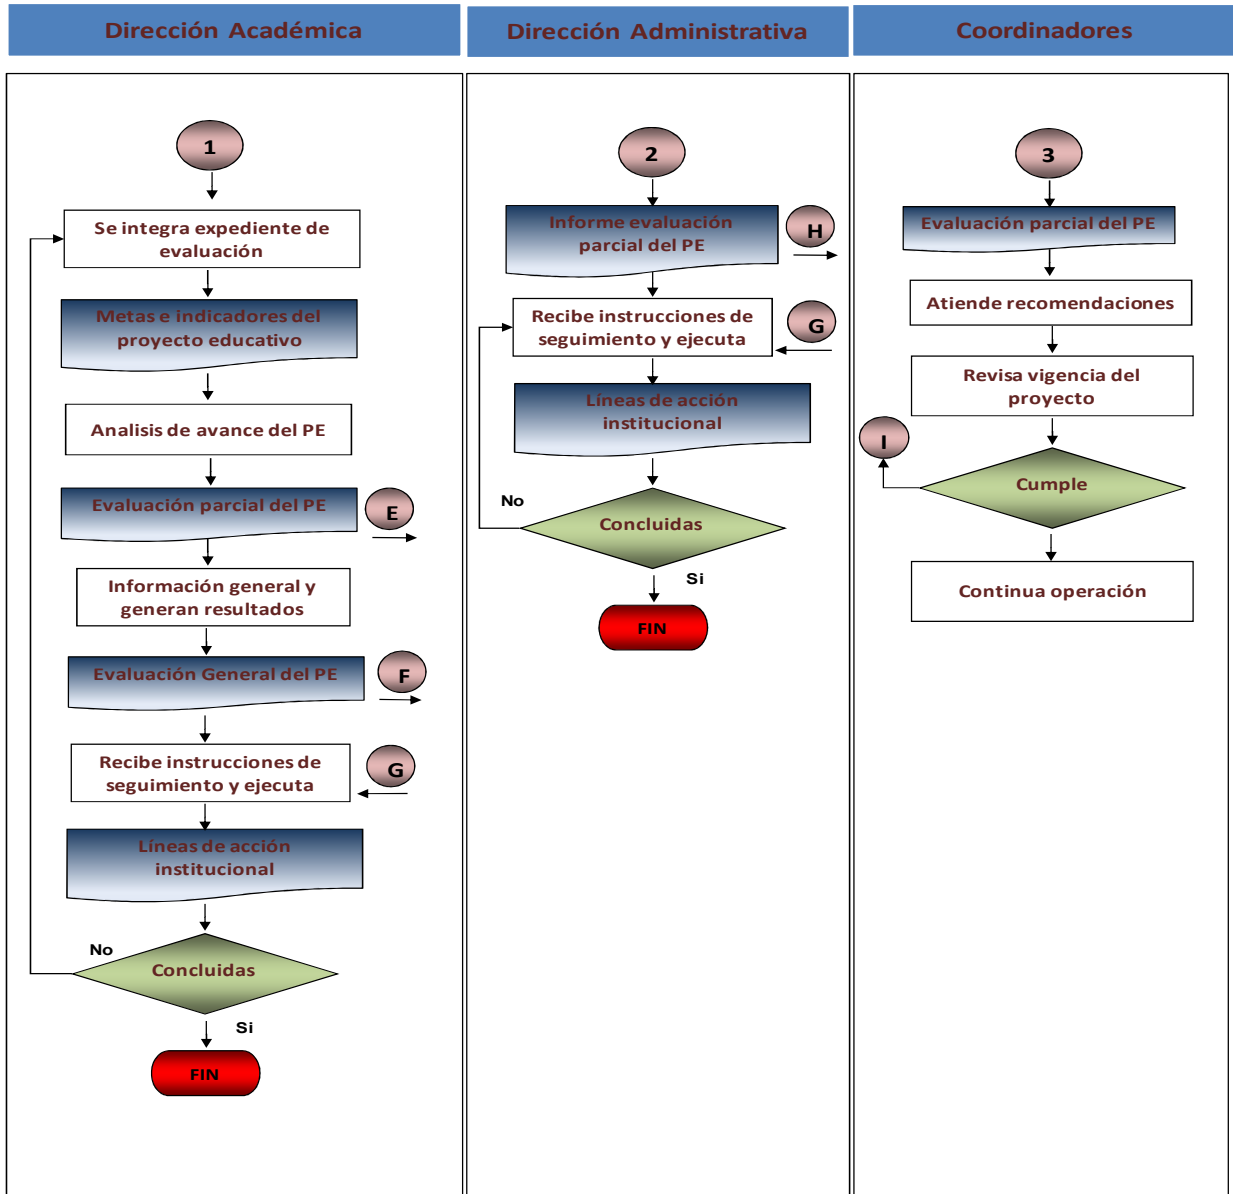 Dirección Académica
Dirección Administrativa
Coordinadores
1
Se integra expediente de
evaluación
Metas e indicadores del
proyecto educativo
Analisis de avance del PE
Evaluación parcial del PE
E
Información general y
generan resultados
Evaluación General del PE
F
Recibe instrucciones de
seguimiento y ejecuta
G
Líneas de acción
institucional
No
Concluidas
Si
FIN
2
Informe evaluación
parcial del PE
H
Recibe instrucciones de
seguimiento y ejecuta
G
Líneas de acción
institucional
No
Concluidas
Si
FIN
3
Evaluación parcial del PE
Atiende recomendaciones
Revisa vigencia del
proyecto
I
Cumple
Continua operación